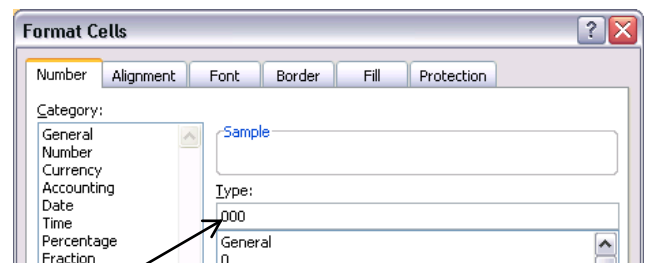 Format Cells
Number Alignment Font Border Fill Protection
Category:
General
Number
Currency
Accounting
Date
Time
Percentage
Fraction
Sample
Type:
000
General
0